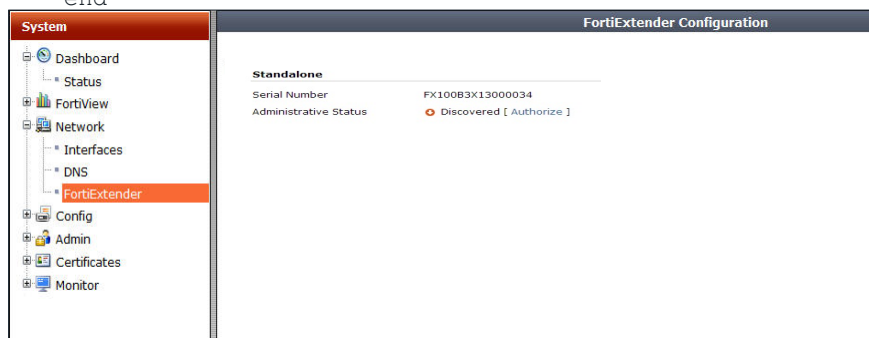 end
System
FortiExtender Configuration
Dashboard
Status
FortiView
Network
Interfaces
DNS
FortiExtender
Config
Admin
Certificates
Monitor
Standalone
Serial Number FX100B3X13000034
Administrative Status Discovered [ Authorize ]